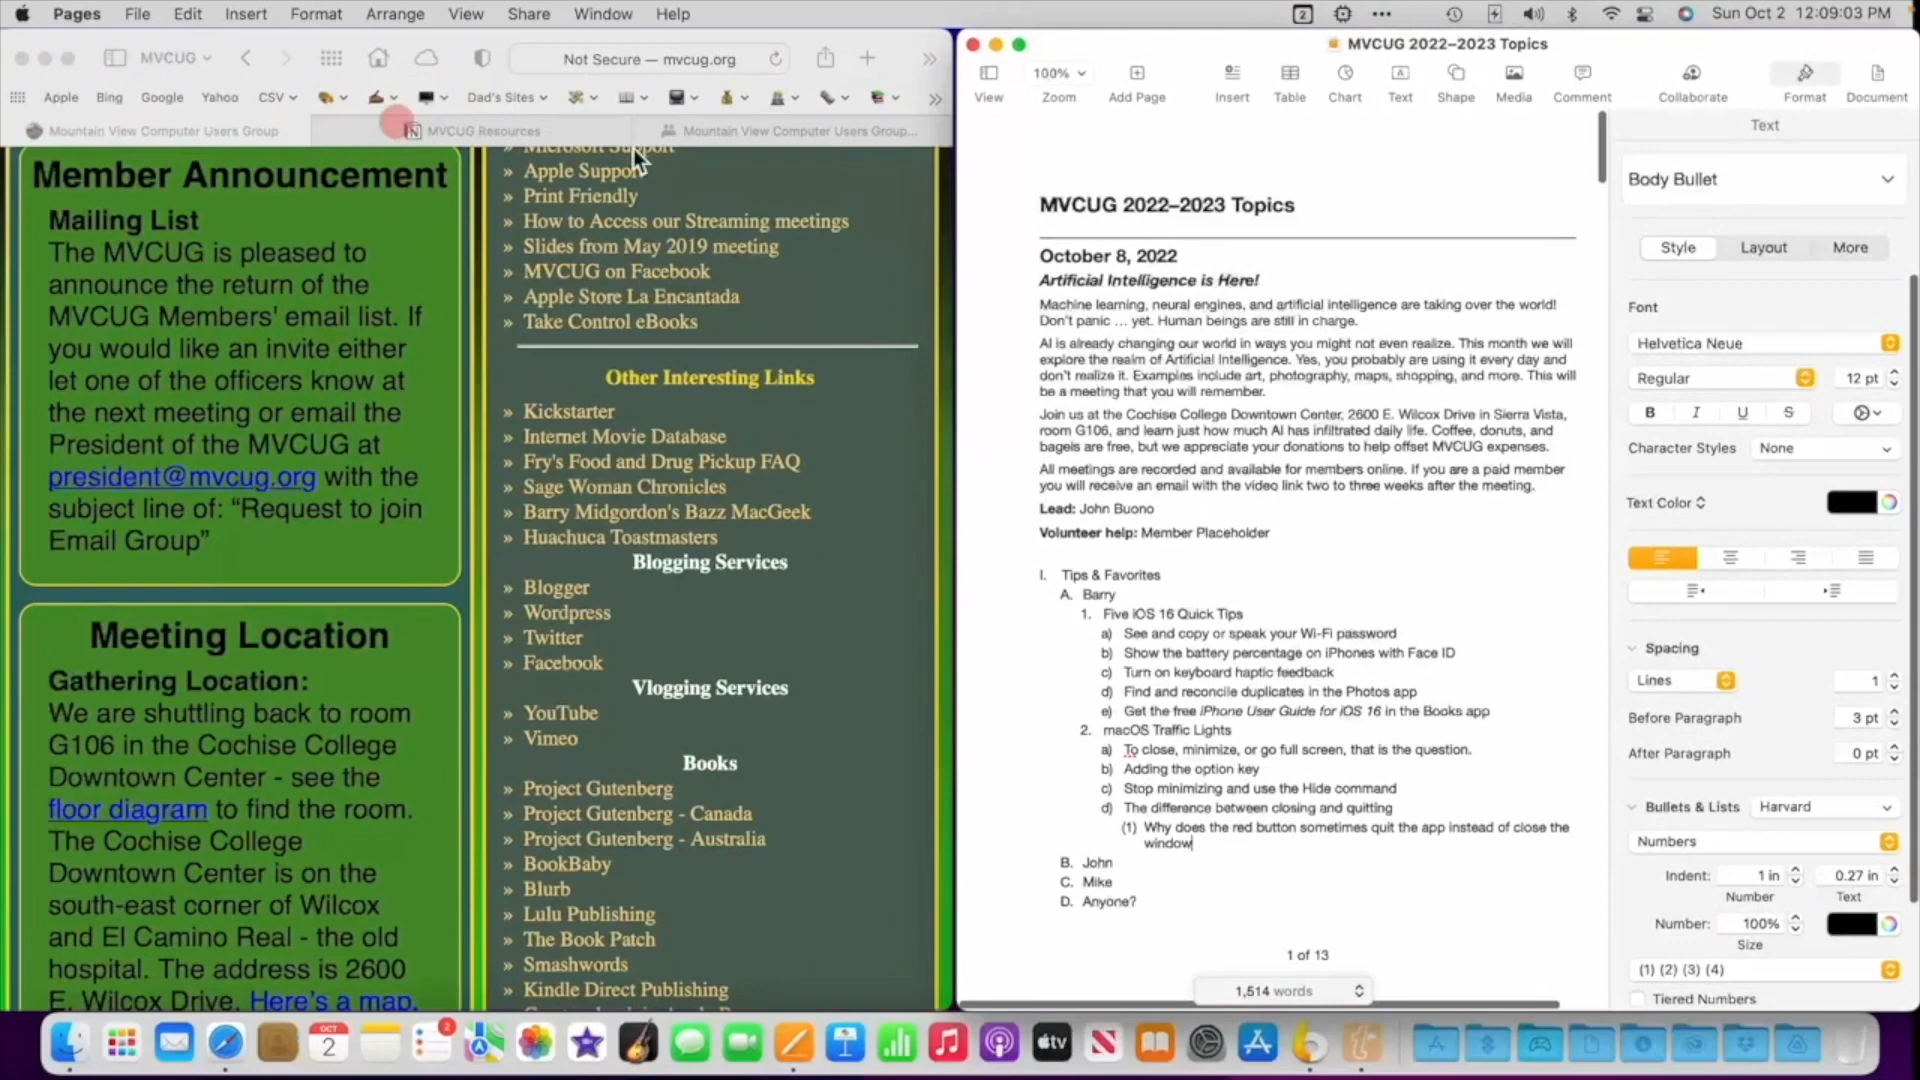 Pages File Edit Insert Format Arrange View Share Window Help
2 Sun Oct 2 12:09:03 PM
MVCUG Not Secure — mvcug.org
Apple Bing Google Yahoo CSV Dad's Sites
Mountain View Computer Users Group MVCUG Resources Mountain View Computer Users Group...
Member Announcement
Mailing List
The MVCUG is pleased to
announce the return of the
MVCUG Members' email list. If
you would like an invite either
let one of the officers know at
the next meeting or email the
President of the MVCUG at
president@mvcug.org with the
subject line of: “Request to join
Email Group”
Meeting Location
Gathering Location:
We are shuttling back to room
G106 in the Cochise College
Downtown Center - see the
floor diagram to find the room.
The Cochise College
Downtown Center is on the
south-east corner of Wilcox
and El Camino Real - the old
hospital. The address is 2600
E. Wilcox Drive. Here's a map.
Microsoft Support
» Apple Support
» Print Friendly
» How to Access our Streaming meetings
» Slides from May 2019 meeting
» MVCUG on Facebook
» Apple Store La Encantada
» Take Control eBooks
Other Interesting Links
» Kickstarter
» Internet Movie Database
» Fry's Food and Drug Pickup FAQ
» Sage Woman Chronicles
» Barry Midgordon's Bazz MacGeek
» Huachuca Toastmasters
Blogging Services
» Blogger
» Wordpress
» Twitter
» Facebook
Vlogging Services
» YouTube
» Vimeo
Books
» Project Gutenberg
» Project Gutenberg - Canada
» Project Gutenberg - Australia
» BookBaby
» Blurb
» Lulu Publishing
» The Book Patch
» Smashwords
» Kindle Direct Publishing
MVCUG 2022–2023 Topics
100%
View Zoom Add Page Insert Table Chart Text Shape Media Comment Collaborate Format Document
MVCUG 2022–2023 Topics
October 8, 2022
Artificial Intelligence is Here!
Machine learning, neural engines, and artificial intelligence are taking over the world!
Don't panic ... yet. Human beings are still in charge.
AI is already changing our world in ways you might not even realize. This month we will
explore the realm of Artificial Intelligence. Yes, you probably are using it every day and
don't realize it. Examples include art, photography, maps, shopping, and more. This will
be a meeting that you will remember.
Join us at the Cochise College Downtown Center, 2600 E. Wilcox Drive in Sierra Vista,
room G106, and learn just how much AI has infiltrated daily life. Coffee, donuts, and
bagels are free, but we appreciate your donations to help offset MVCUG expenses.
All meetings are recorded and available for members online. If you are a paid member
you will receive an email with the video link two to three weeks after the meeting.
Lead: John Buono
Volunteer help: Member Placeholder
I. Tips & Favorites
A. Barry
1. Five iOS 16 Quick Tips
a) See and copy or speak your Wi-Fi password
b) Show the battery percentage on iPhones with Face ID
c) Turn on keyboard haptic feedback
d) Find and reconcile duplicates in the Photos app
e) Get the free iPhone User Guide for iOS 16 in the Books app
2. macOS Traffic Lights
a) To close, minimize, or go full screen, that is the question.
b) Adding the option key
c) Stop minimizing and use the Hide command
d) The difference between closing and quitting
(1) Why does the red button sometimes quit the app instead of close the
window
B. John
C. Mike
D. Anyone?
1 of 13
1,514 words
Text
Body Bullet
Style Layout More
Font
Helvetica Neue
Regular 12 pt
B I U S
Character Styles None
Text Color
Spacing
Lines 1
Before Paragraph 3 pt
After Paragraph 0 pt
Bullets & Lists Harvard
Numbers
Indent: 1 in 0.27 in
Number Text
Number: 100%
Size
(1) (2) (3) (4)
Tiered Numbers
OCT
2
2
tv